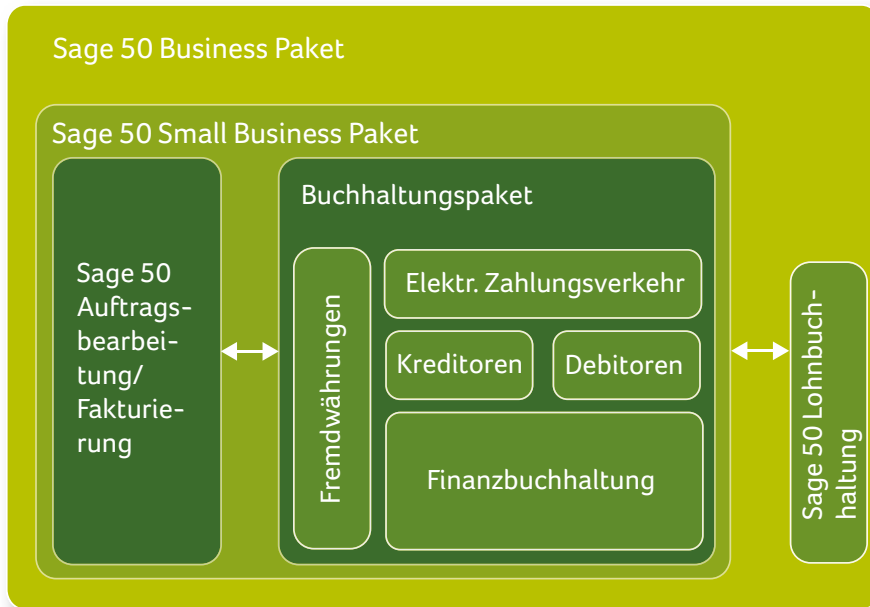 Sage 50 Business Paket
Sage 50 Small Business Paket
Sage 50
Auftrags-
bearbei-
tung/
Fakturie-
rung
Buchhaltungspaket
Fremdwährungen
Elektr. Zahlungsverkehr
Kreditoren
Debitoren
Finanzbuchhaltung
Sage 50 Lohnbuch-
haltung